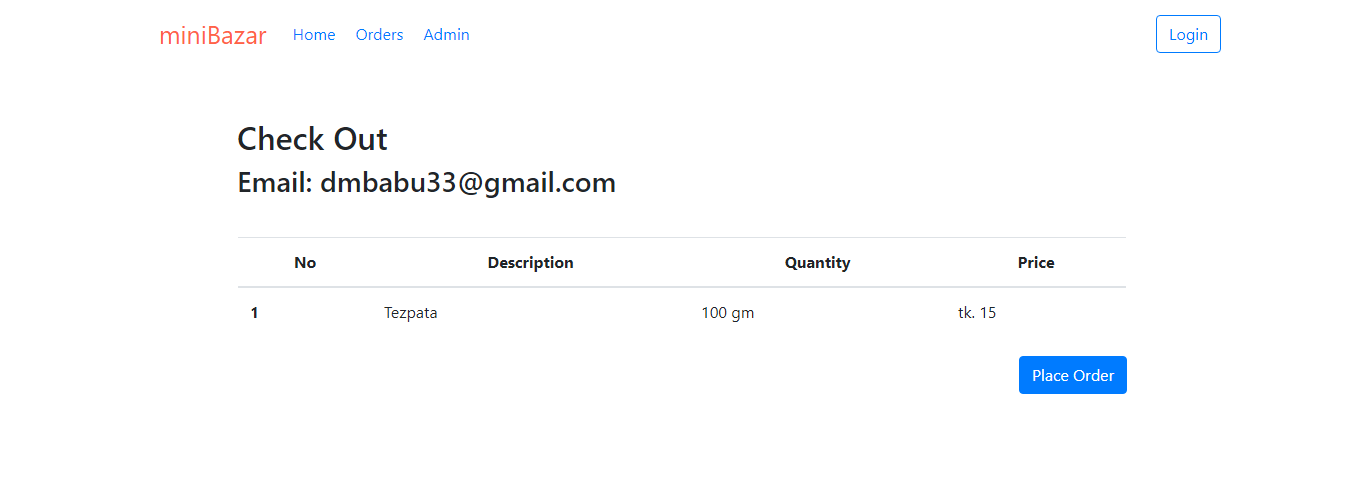 miniBazar Home Orders Admin Login
Check Out
Email: dmbabu33@gmail.com
No Description Quantity Price
1 Tezpata 100 gm tk. 15
Place Order